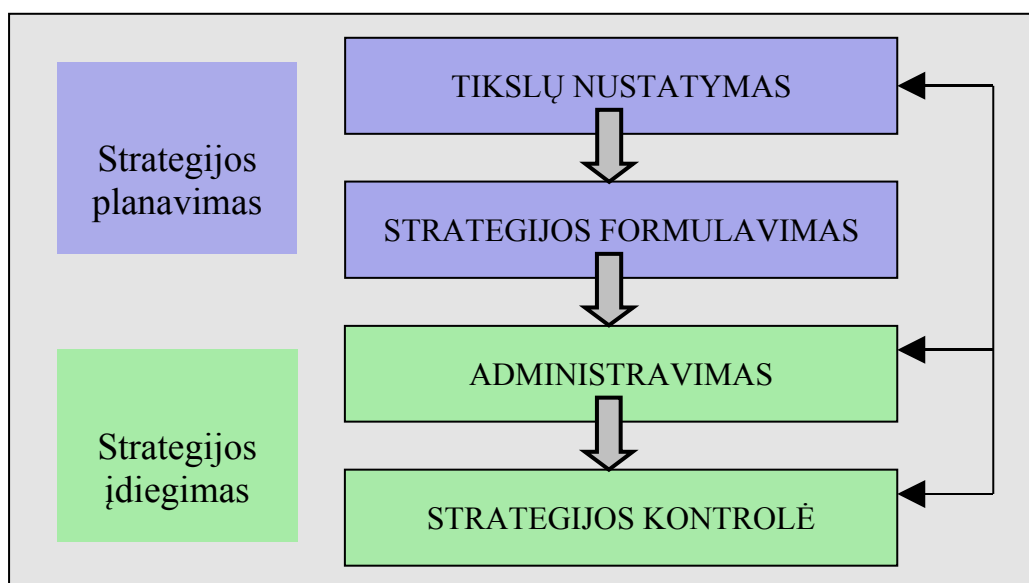 TIKSLŲ NUSTATYMAS
Strategijos
planavimas
STRATEGIJOS FORMULAVIMAS
ADMINISTRAVIMAS
Strategijos
įdiegimas
STRATEGIJOS KONTROLĖ